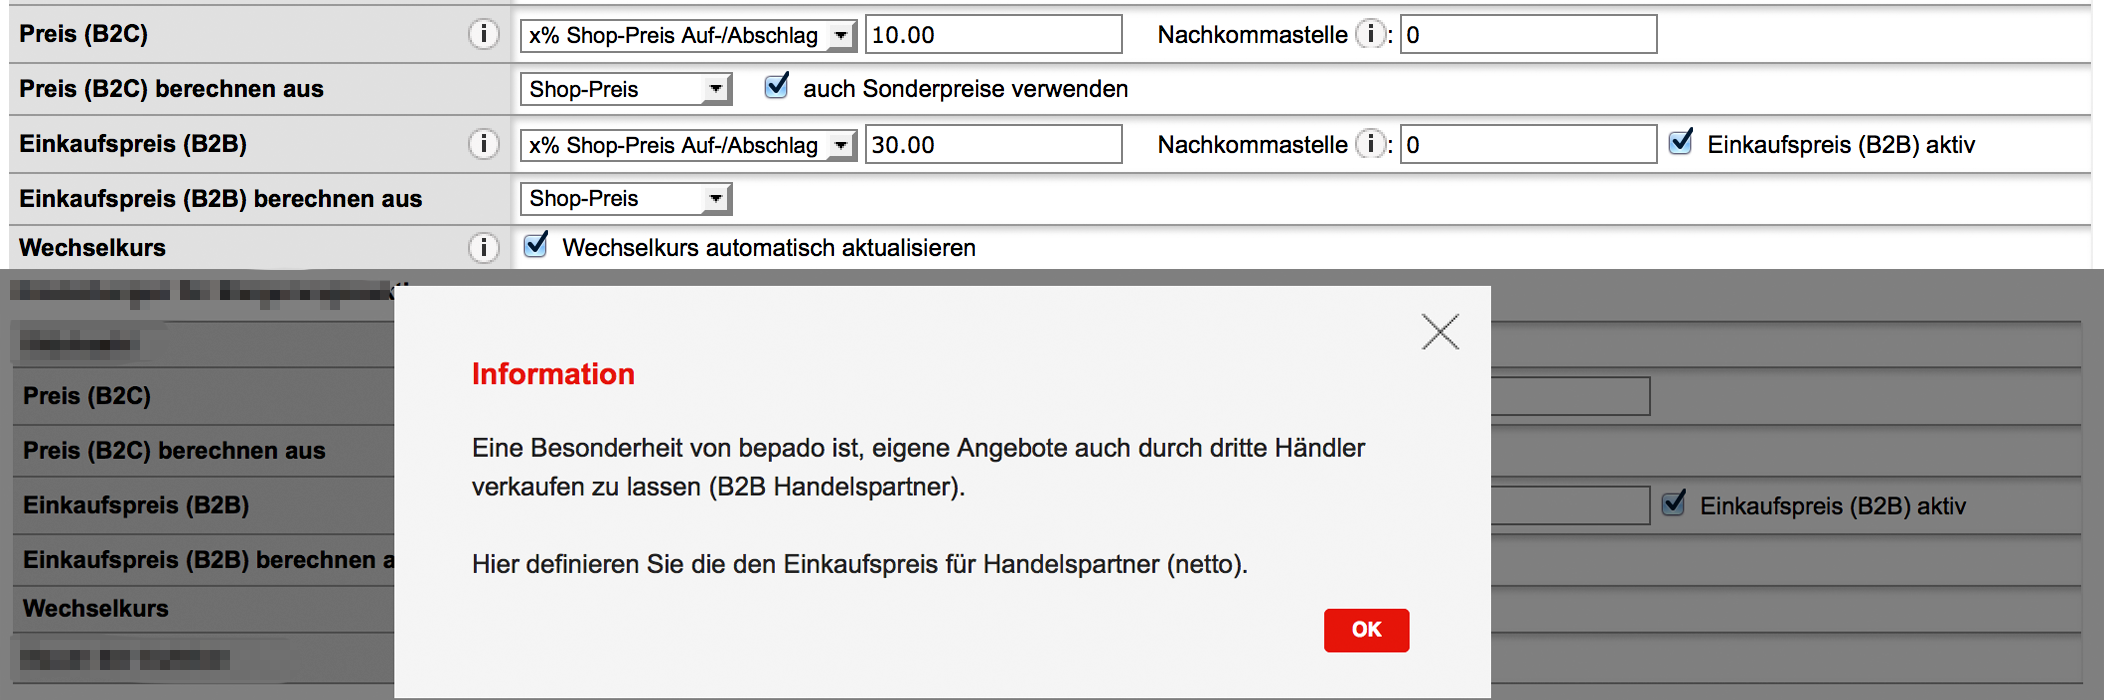 Preis (B2C) i x% Shop-Preis Auf-/Abschlag 10.00 Nachkommastelle i : 0
Preis (B2C) berechnen aus Shop-Preis auch Sonderpreise verwenden
Einkaufspreis (B2B) i x% Shop-Preis Auf-/Abschlag 30.00 Nachkommastelle i : 0 Einkaufspreis (B2B) aktiv
Einkaufspreis (B2B) berechnen aus Shop-Preis
Wechselkurs i Wechselkurs automatisch aktualisieren
Preis (B2C)
Preis (B2C) berechnen aus
Einkaufspreis (B2B) Einkaufspreis (B2B) aktiv
Einkaufspreis (B2B) berechnen a
Wechselkurs
Information
Eine Besonderheit von bepado ist, eigene Angebote auch durch dritte Händler
verkaufen zu lassen (B2B Handelspartner).
Hier definieren Sie die den Einkaufspreis für Handelspartner (netto).
OK